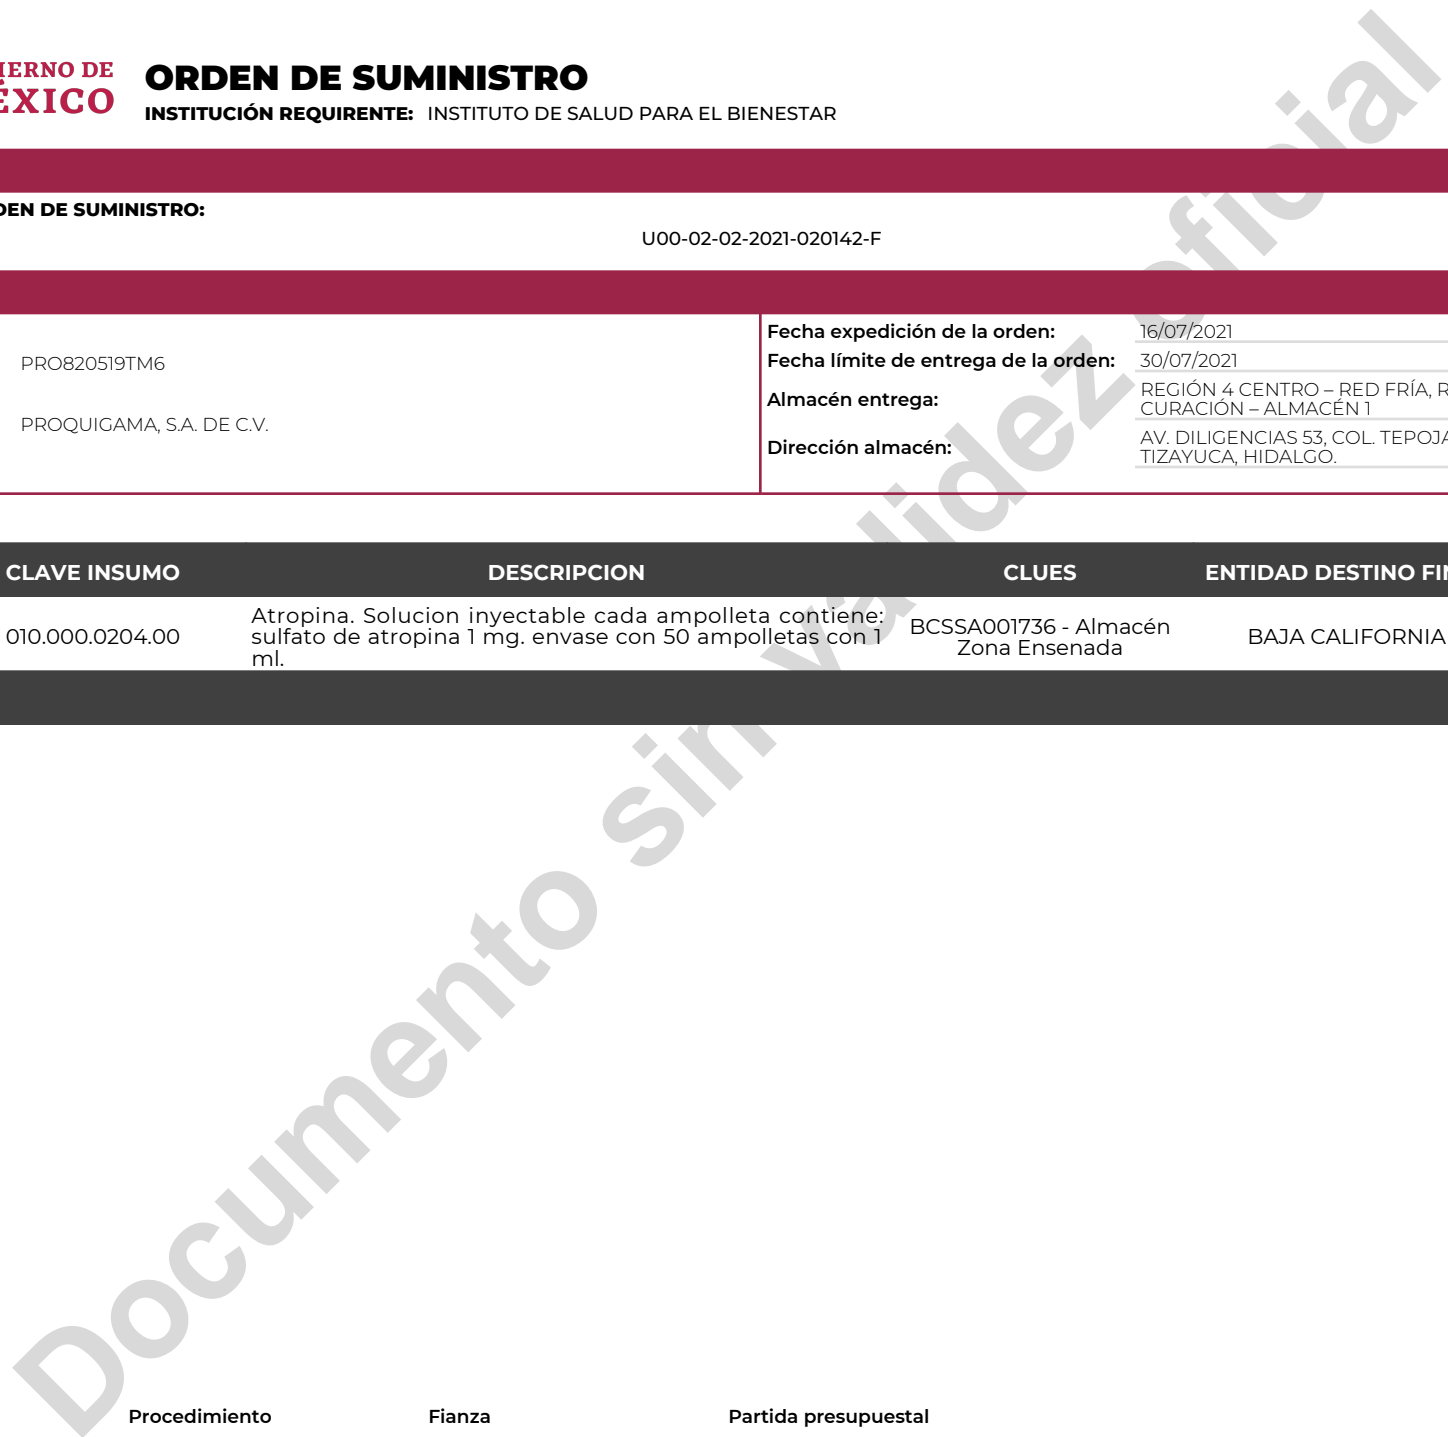 IERNO DE
ÉXICO
ORDEN DE SUMINISTRO
INSTITUCIÓN REQUIRENTE: INSTITUTO DE SALUD PARA EL BIENESTAR
DEN DE SUMINISTRO:
U00-02-02-2021-020142-F
PRO820519TM6
PROQUIGAMA, S.A. DE C.V.
Fecha expedición de la orden: 16/07/2021
Fecha límite de entrega de la orden: 30/07/2021
Almacén entrega: REGIÓN 4 CENTRO – RED FRÍA, R
CURACIÓN – ALMACÉN 1
Dirección almacén: AV. DILIGENCIAS 53, COL. TEPOJA
TIZAYUCA, HIDALGO.
CLAVE INSUMO DESCRIPCION CLUES ENTIDAD DESTINO FIN
010.000.0204.00
Atropina. Solucion inyectable cada ampolleta contiene:
sulfato de atropina 1 mg. envase con 50 ampolletas con 1
ml.
BCSSA001736 - Almacén
Zona Ensenada
BAJA CALIFORNIA
Documento sin validez oficial
Procedimiento Fianza Partida presupuestal